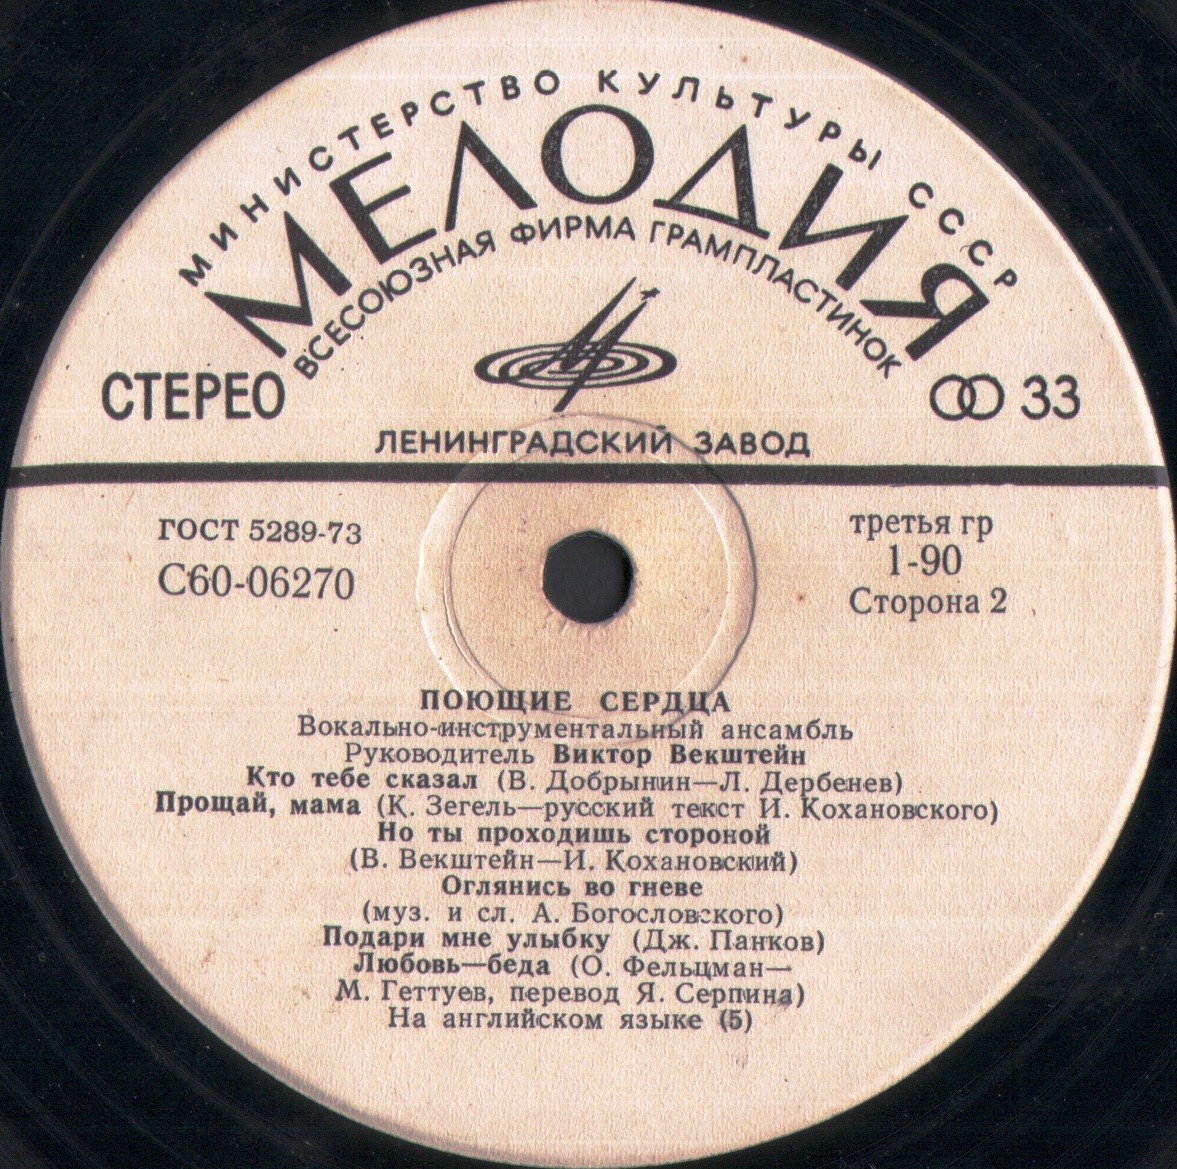 МИНИСТЕРСТВО КУЛЬТУРЫ СССР
МЕЛОДИЯ
ВСЕСОЮЗНАЯ ФИРМА ГРАМПЛАСТИНОК
СТЕРЕО
33
ЛЕНИНГРАДСКИЙ ЗАВОД
ГОСТ 5289-73
С60-06270
третья гр
1-90
Сторона 2
ПОЮЩИЕ СЕРДЦА
Вокально-инструментальный ансамбль
Руководитель Виктор Векштейн
Кто тебе сказал (В. Добрынин—Л. Дербенев)
Прощай, мама (К. Зегель—русский текст И. Кохановского)
Но ты проходишь стороной
(В. Векштейн—И. Кохановский)
Оглянись во гневе
(муз. и сл. А. Богословского)
Подари мне улыбку (Дж. Панков)
Любовь—беда (О. Фельцман—
М. Геттуев, перевод Я. Серпина)
На английском языке (5)